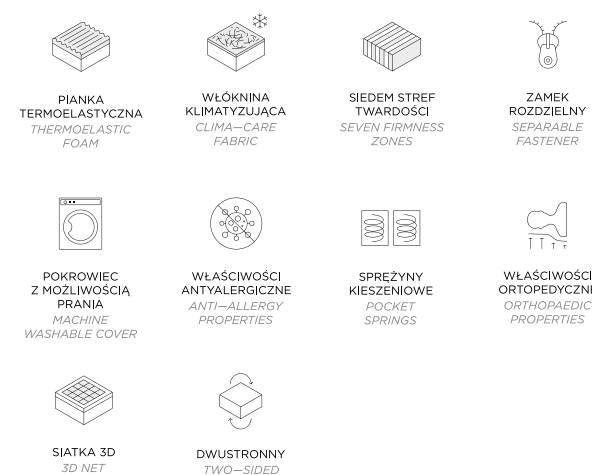 PIANKA
TERMOELASTYCZNA
THERMOELASTIC
FOAM
WŁÓKNINA
KLIMATYZUJĄCA
CLIMA—CARE
FABRIC
SIEDEM STREF
TWARDOŚCI
SEVEN FIRMNESS
ZONES
ZAMEK
ROZDZIELNY
SEPARABLE
FASTENER
POKROWIEC
Z MOŻLIWOŚCIĄ
PRANIA
MACHINE
WASHABLE COVER
WŁAŚCIWOŚCI
ANTYALERGICZNE
ANTI—ALLERGY
PROPERTIES
SPRĘŻYNY
KIESZENIOWE
POCKET
SPRINGS
WŁAŚCIWOŚCI
ORTOPEDYCZNE
ORTHOPAEDIC
PROPERTIES
SIATKA 3D
3D NET
DWUSTRONNY
TWO—SIDED